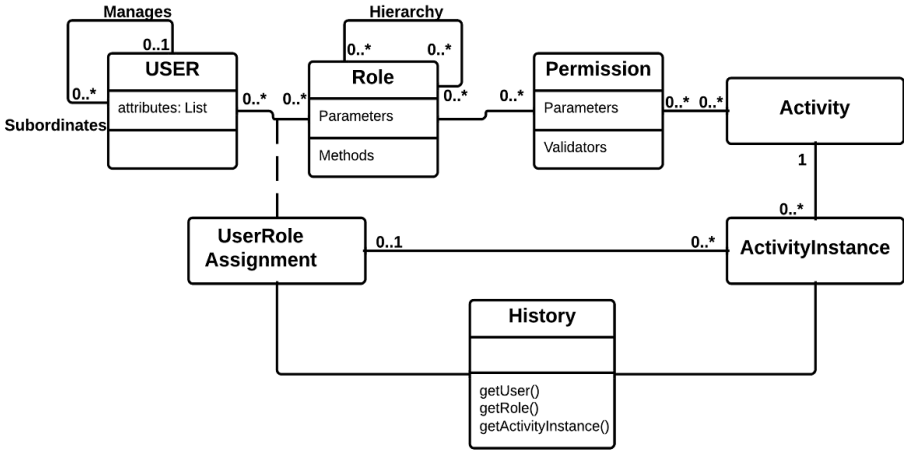 Manages
Hierarchy
0..1
0..*
0..*
0..*
USER
attributes: List
Subordinates
0..*
0..*
Role
Parameters
Methods
0..*
0..*
Permission
Parameters
Validators
0..*
0..*
Activity
1
0..*
UserRole
Assignment
0..1
0..*
ActivityInstance
History
getUser()
getRole()
getActivityInstance()